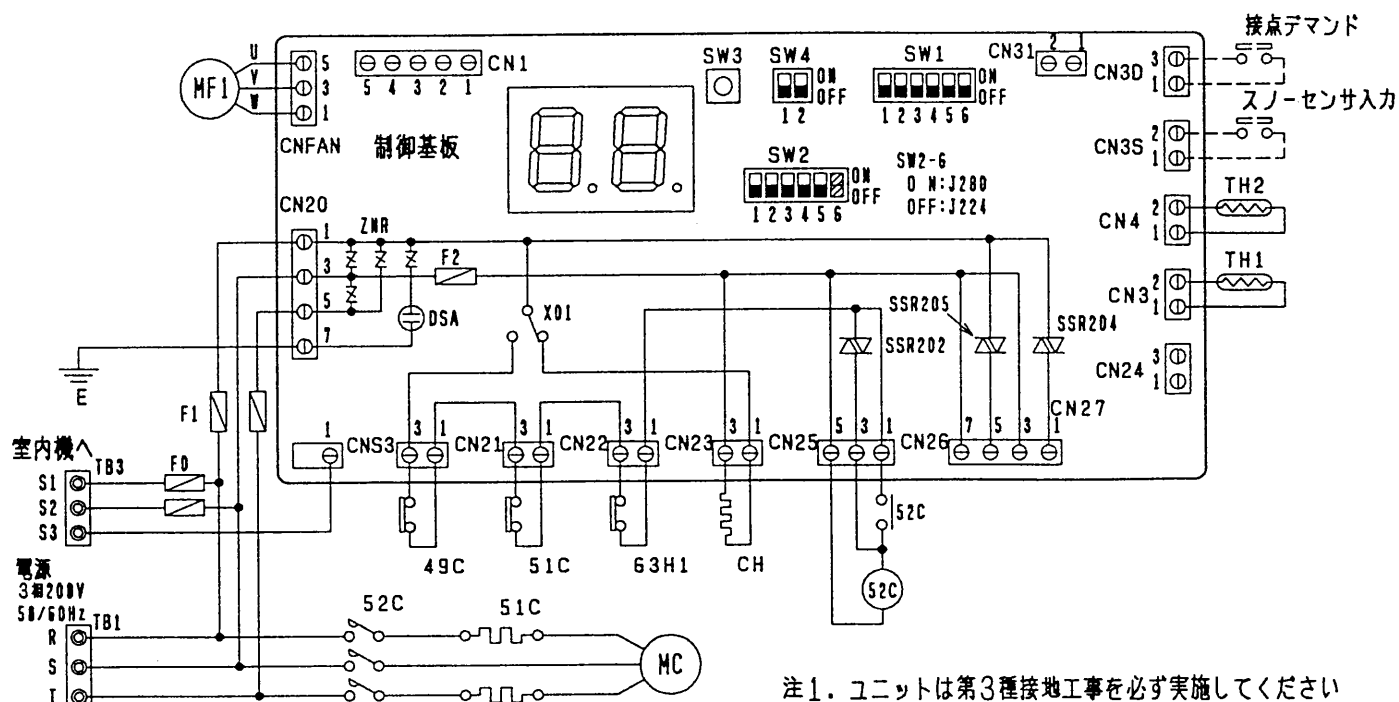 接点デマンド
CN31
2 1
SW3
SW4
ON
OFF
1 2
SW1
ON
OFF
1 2 3 4 5 6
CN3D
3
1
スノーセンサ入力
CN3S
2
1
MF1
U
V
W
5
3
1
CNFAN
CN1
5 4 3 2 1
制御基板
8.8.
SW2
ON
OFF
1 2 3 4 5 6
SW2-6
ON:J280
OFF:J224
TH2
CN4
2
1
TH1
CN3
2
1
CN24
3
1
CN20
1
3
5
7
ZNR
F2
DSA
X01
SSR205
SSR202
SSR204
E
F1
室内機へ
TB3
S1
S2
S3
F0
1
CNS3
3 1
CN21
3 1
CN22
3 1
CN23
3 1
CN25
5 3 1
CN26
7 5 3 1
CN27
49C
51C
63H1
CH
52C
52C
電源
3相200V
50/60Hz
TB1
R
S
T
52C
51C
MC
注1. ユニットは第3種接地工事を必ず実施してください